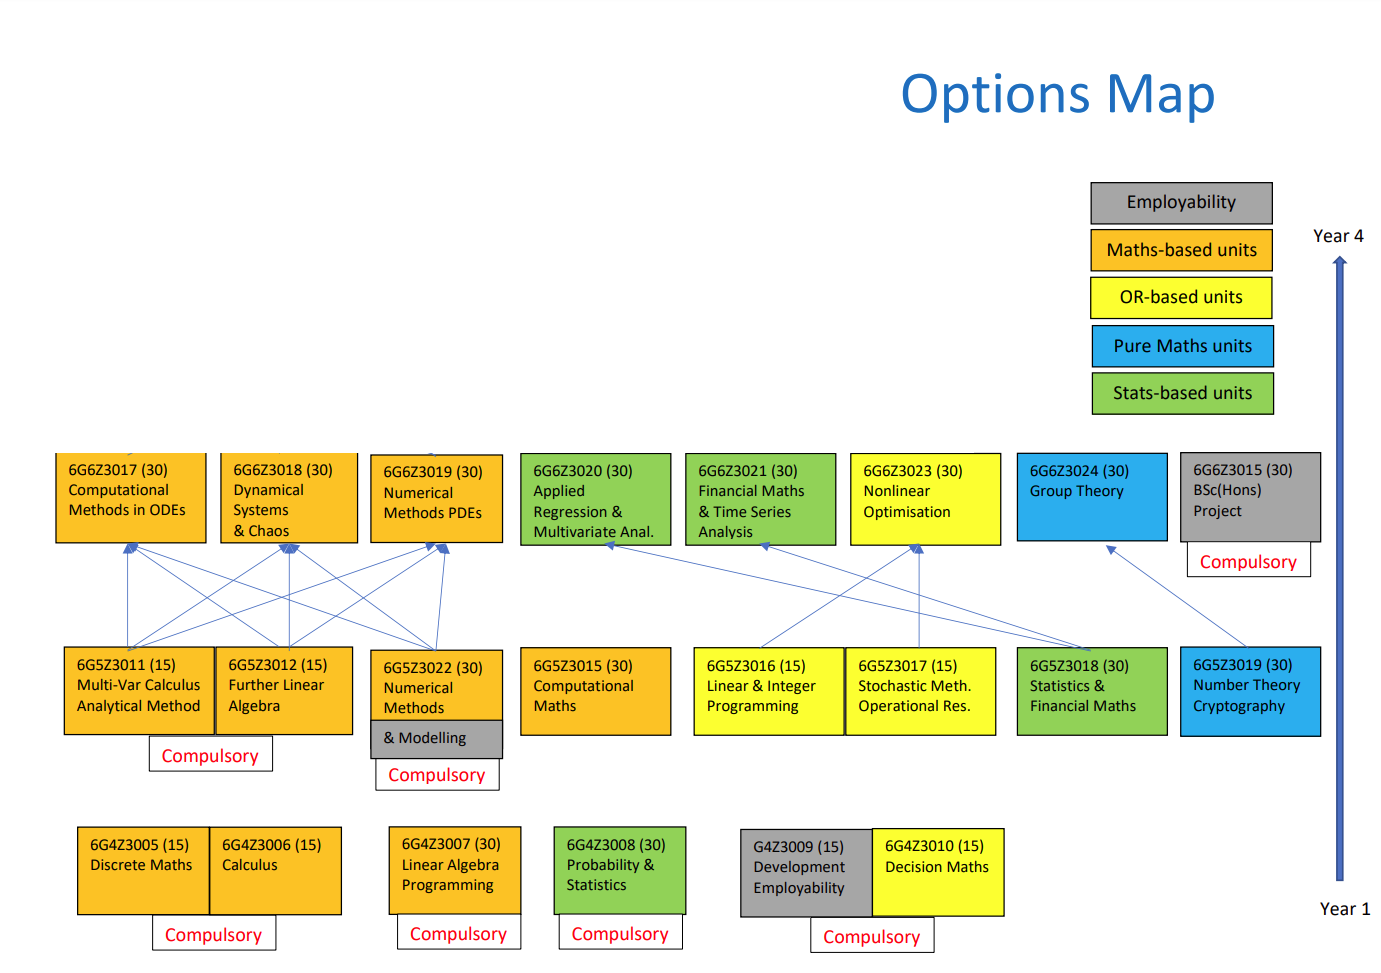 Options Map
Employability
Maths-based units
OR-based units
Pure Maths units
Stats-based units
Year 4
6G6Z3017 (30)
Computational
Methods in ODEs
6G6Z3018 (30)
Dynamical
Systems
& Chaos
6G6Z3019 (30)
Numerical
Methods PDEs
6G6Z3020 (30)
Applied
Regression &
Multivariate Anal.
6G6Z3021 (30)
Financial Maths
& Time Series
Analysis
6G6Z3023 (30)
Nonlinear
Optimisation
6G6Z3024 (30)
Group Theory
6G6Z3015 (30)
BSc(Hons)
Project
Compulsory
6G5Z3011 (15)
Multi-Var Calculus
Analytical Method
6G5Z3012 (15)
Further Linear
Algebra
Compulsory
6G5Z3022 (30)
Numerical
Methods
& Modelling
Compulsory
6G5Z3015 (30)
Computational
Maths
6G5Z3016 (15)
Linear & Integer
Programming
6G5Z3017 (15)
Stochastic Meth.
Operational Res.
6G5Z3018 (30)
Statistics &
Financial Maths
6G5Z3019 (30)
Number Theory
Cryptography
6G4Z3005 (15)
Discrete Maths
6G4Z3006 (15)
Calculus
Compulsory
6G4Z3007 (30)
Linear Algebra
Programming
Compulsory
6G4Z3008 (30)
Probability &
Statistics
Compulsory
G4Z3009 (15)
Development
Employability
6G4Z3010 (15)
Decision Maths
Compulsory
Year 1